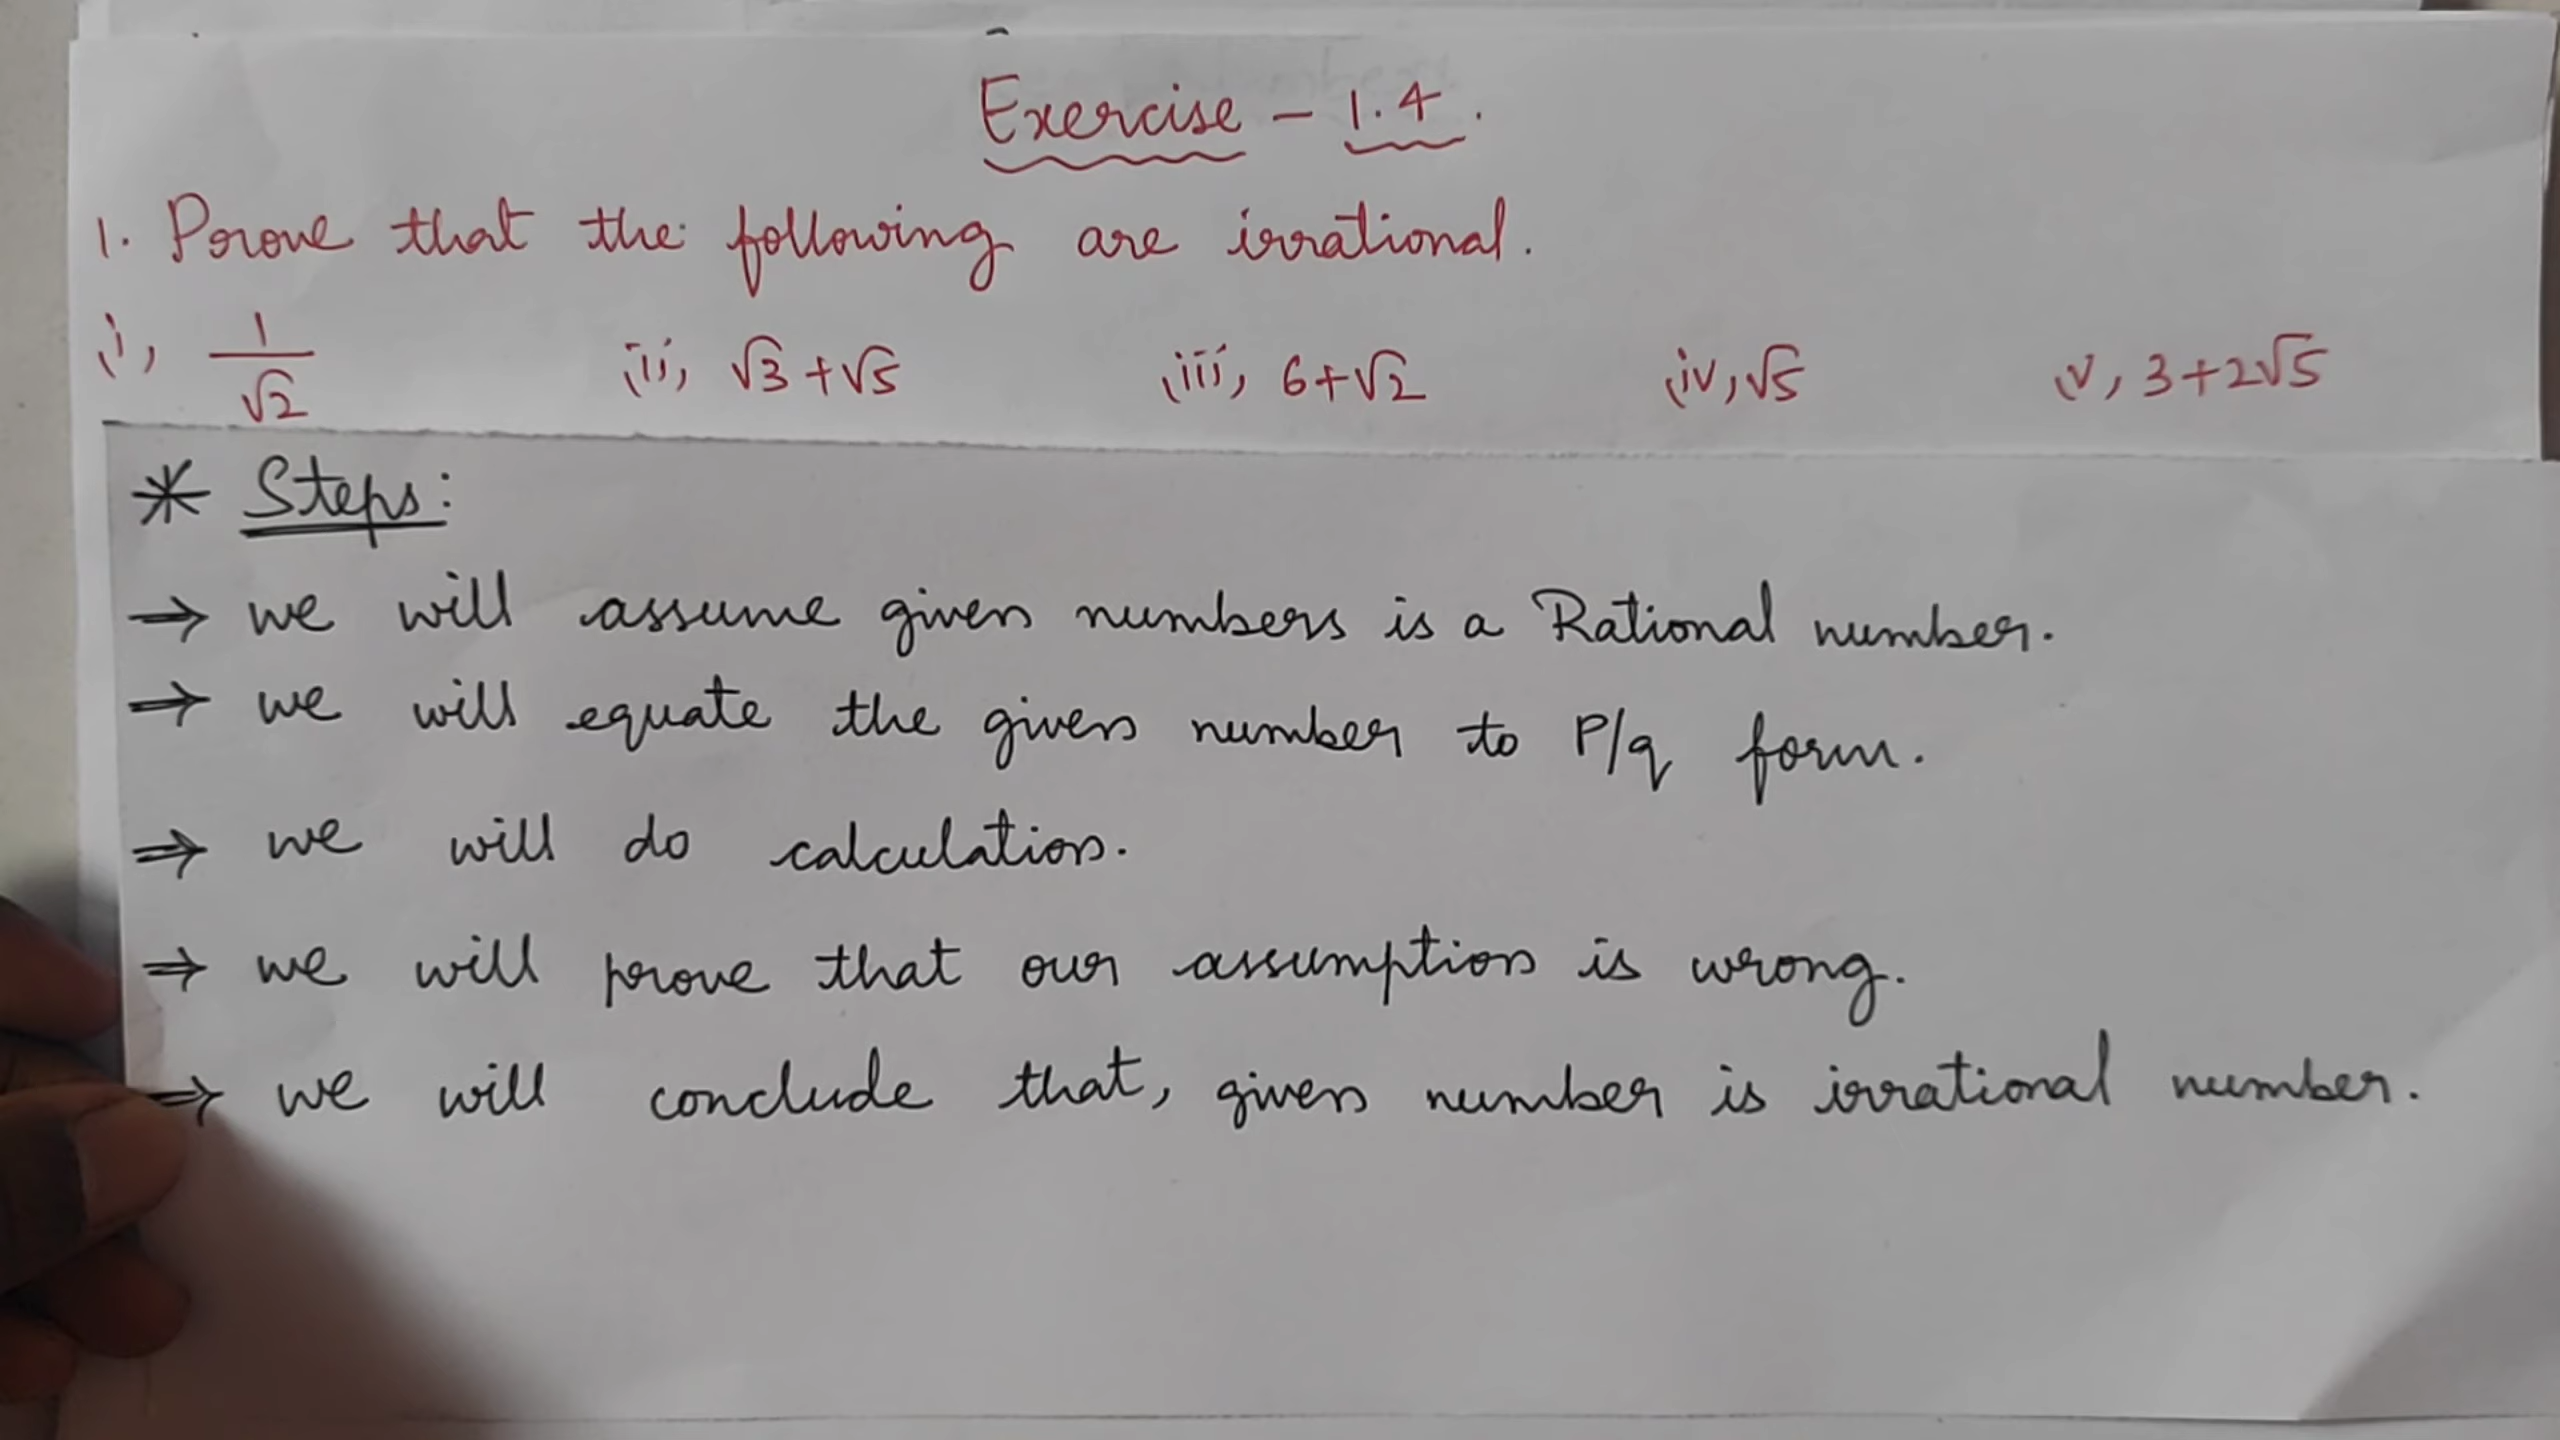 Exercise - 1.4.
1. Prove that the following are irrational.
(i, 1/√2 (ii, √3+√5 (iii, 6+√2 (iv, √5 (v, 3+2√5
* Steps:
⇒ we will assume given numbers is a Rational number.
⇒ we will equate the given number to P/q form.
⇒ we will do calculation.
⇒ we will prove that our assumption is wrong.
⇒ we will conclude that, given number is irrational number.